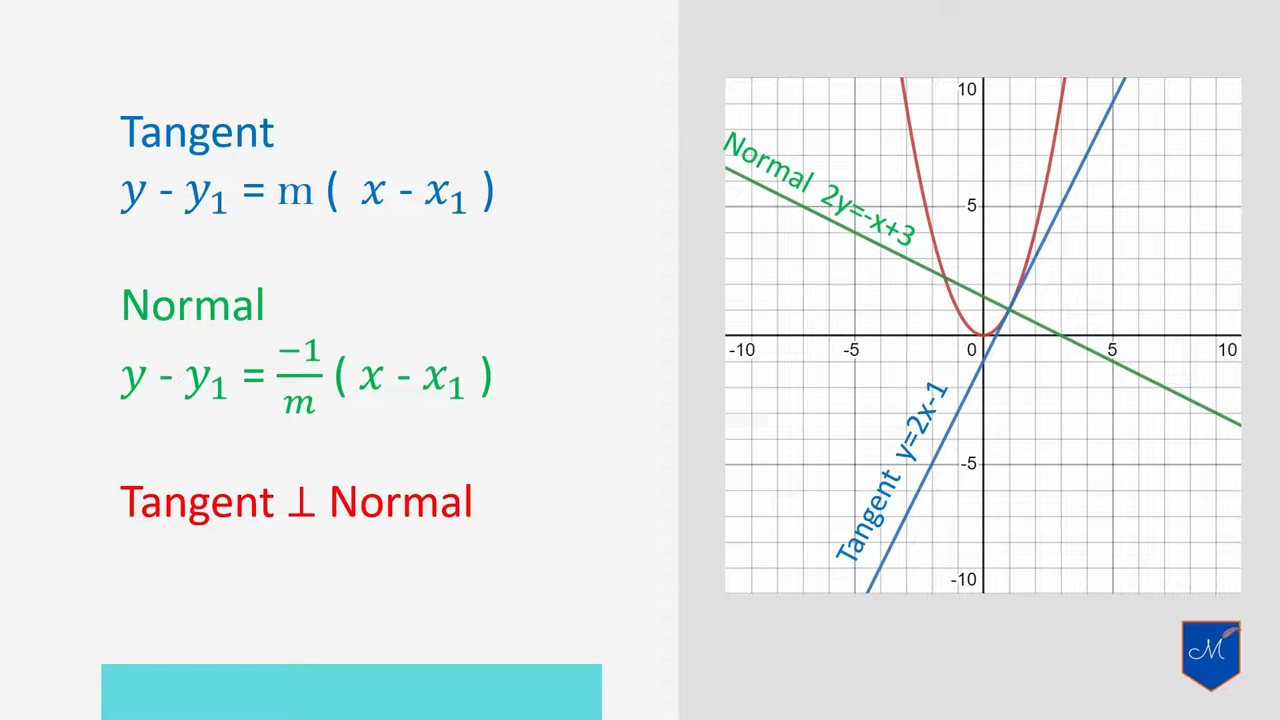 Tangent
y - y₁ = m ( x - x₁ )
Normal
y - y₁ = −1/m ( x - x₁ )
Tangent ⊥ Normal
10
Normal 2y=-x+3
5
-10 -5 0 5 10
Tangent y=2x-1
-5
-10
M